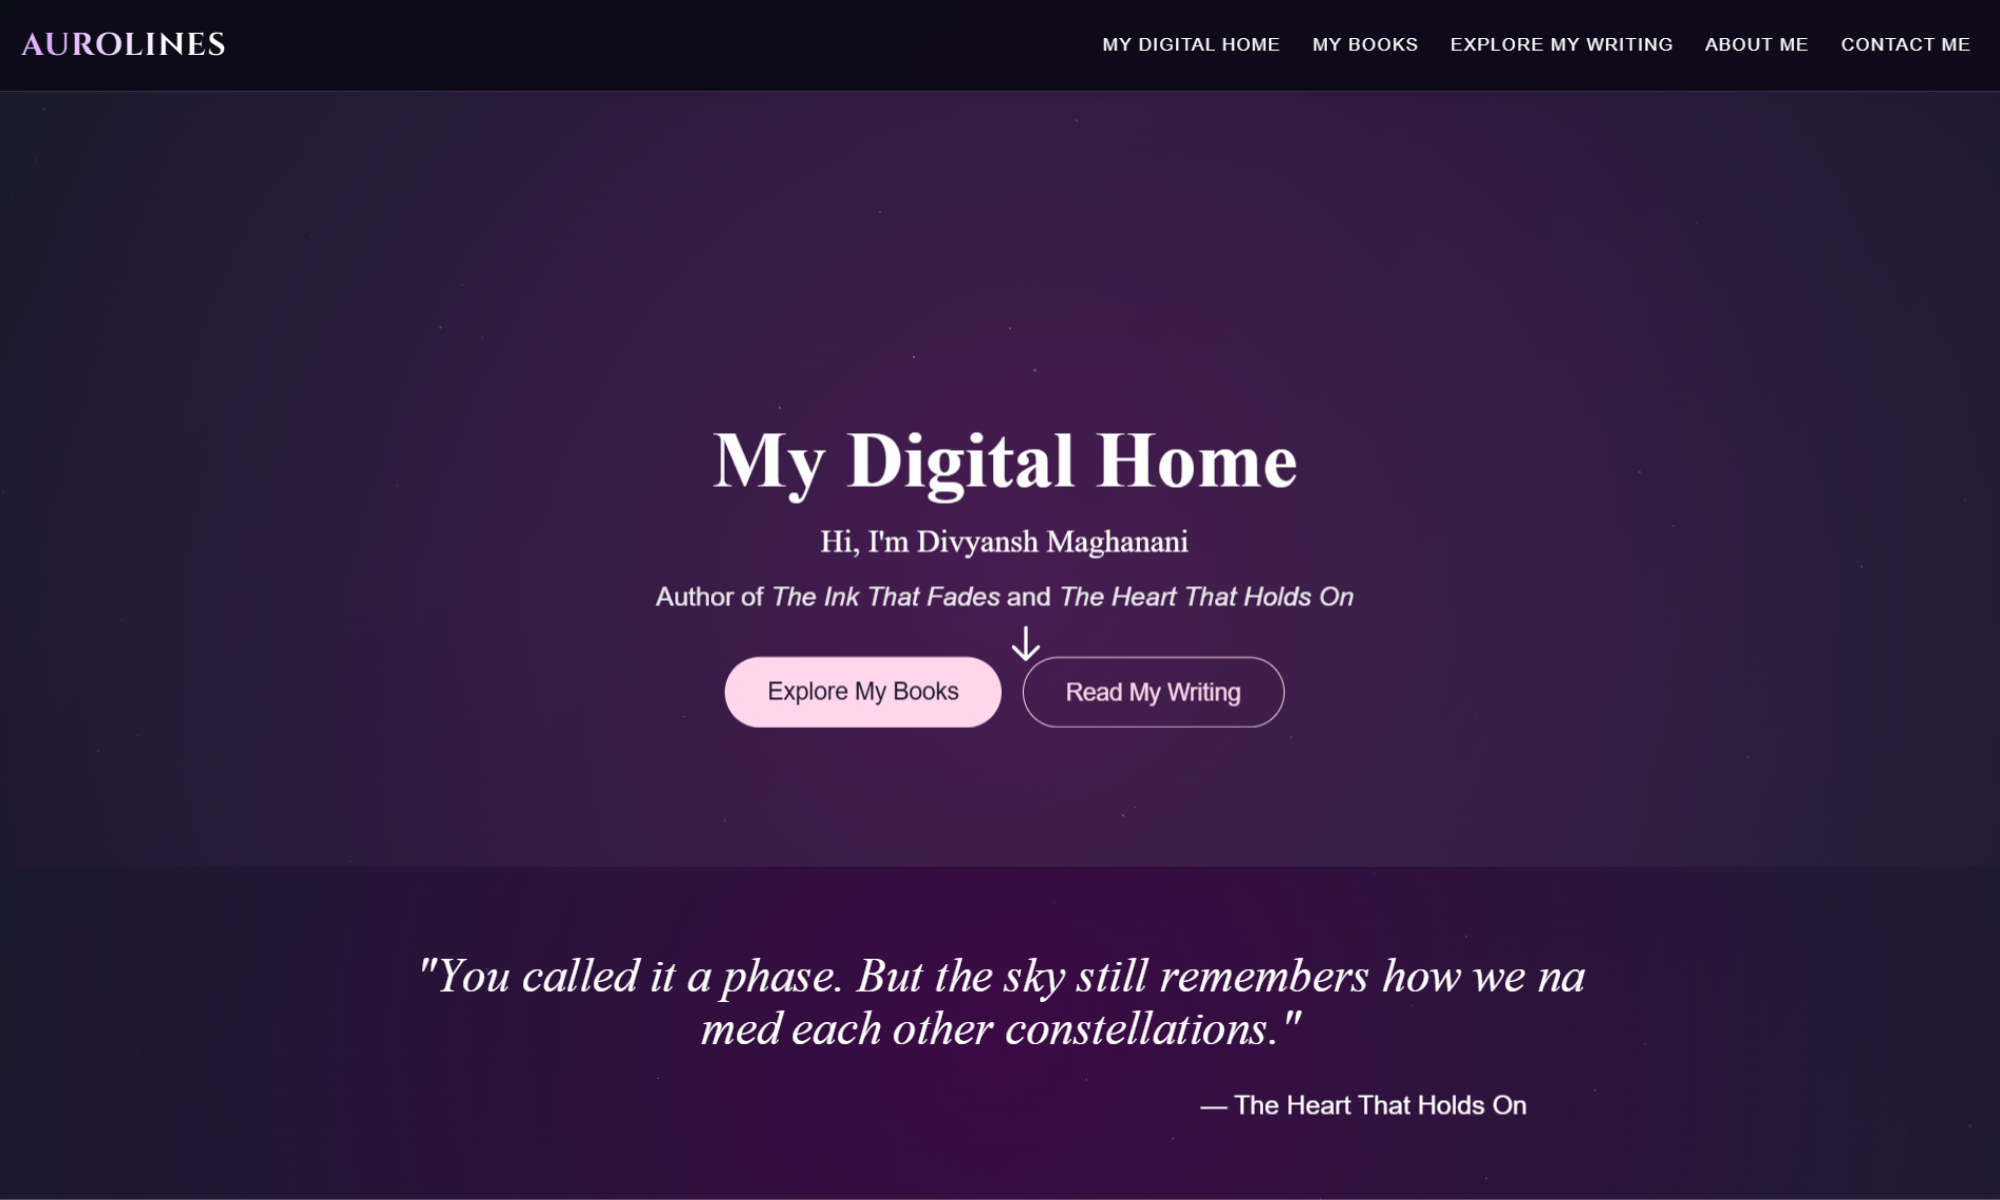 AUROLINES
MY DIGITAL HOME MY BOOKS EXPLORE MY WRITING ABOUT ME CONTACT ME
My Digital Home
Hi, I'm Divyansh Maghanani
Author of The Ink That Fades and The Heart That Holds On
Explore My Books Read My Writing
"You called it a phase. But the sky still remembers how we na
med each other constellations."
— The Heart That Holds On